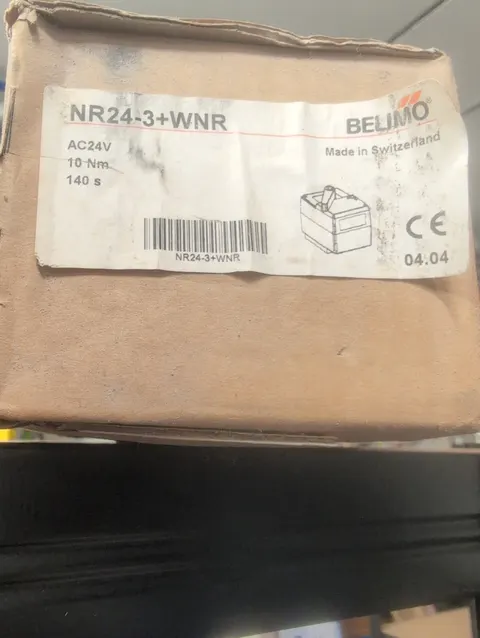 NR24-3+WNR
BELIMO®
Made in Switzerland
AC24V
10 Nm
140 s
NR24-3+WNR
CE
04.04